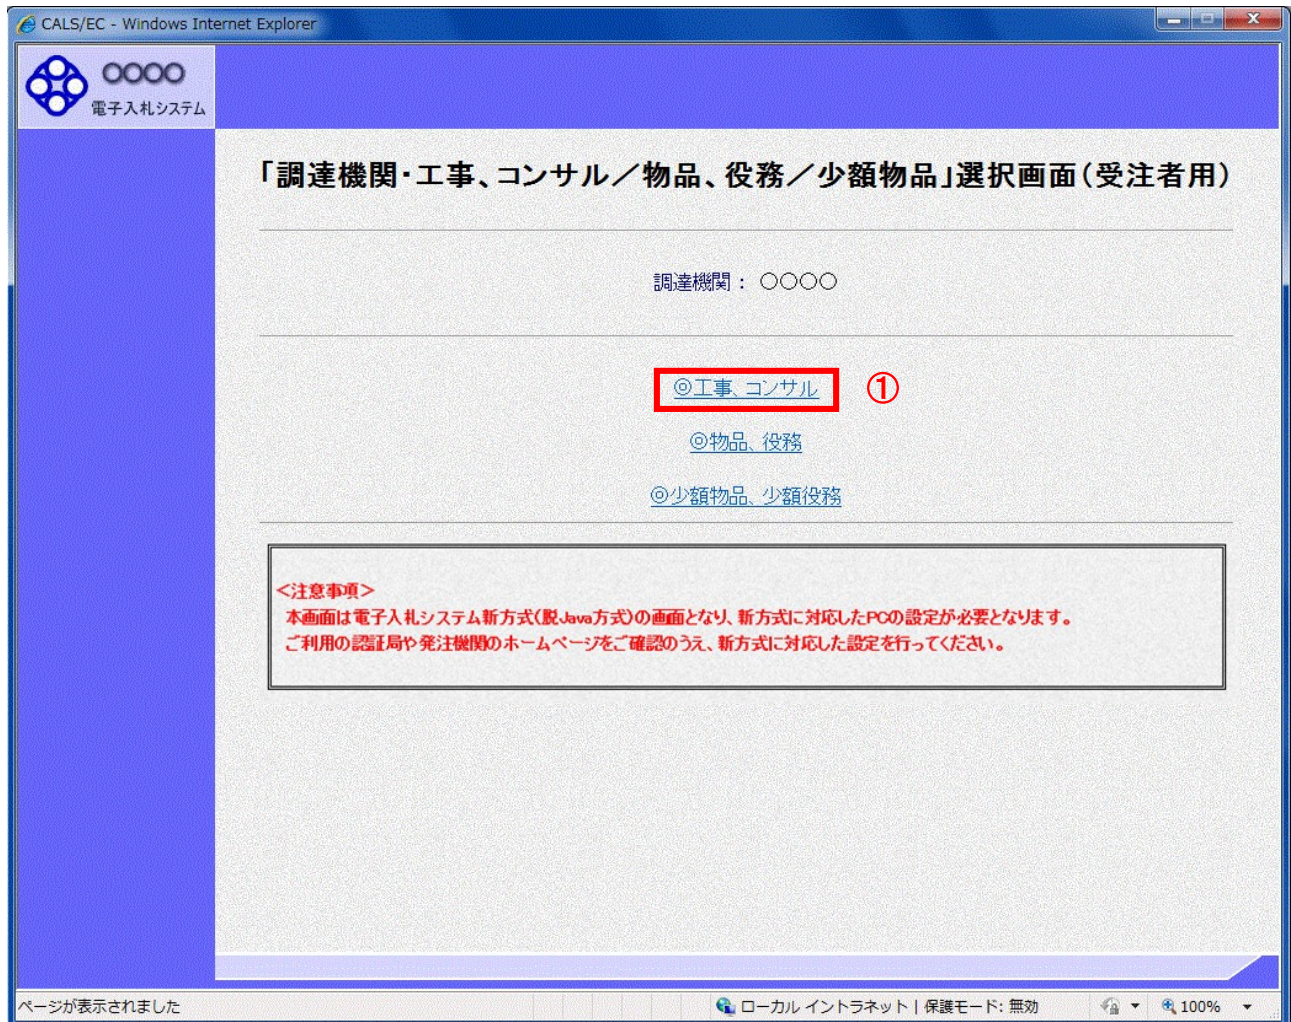 CALS/EC - Windows Internet Explorer
〇〇〇〇
電子入札システム
「調達機関・工事、コンサル／物品、役務／少額物品」選択画面（受注者用）
調達機関： 〇〇〇〇
◎工事、コンサル
①
◎物品、役務
◎少額物品、少額役務
＜注意事項＞
本画面は電子入札システム新方式(脱Java方式)の画面となり、新方式に対応したPCの設定が必要となります。
ご利用の認証局や発注機関のホームページをご確認のうえ、新方式に対応した設定を行ってください。
ページが表示されました
ローカル イントラネット | 保護モード: 無効
100%